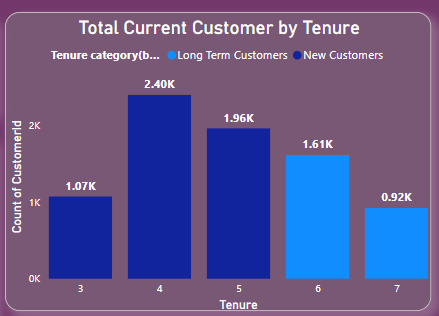 Total Current Customer by Tenure
Tenure category(b... Long Term Customers New Customers
Count of CustomerId
2K
1K
0K
1.07K
2.40K
1.96K
1.61K
0.92K
3 4 5 6 7
Tenure